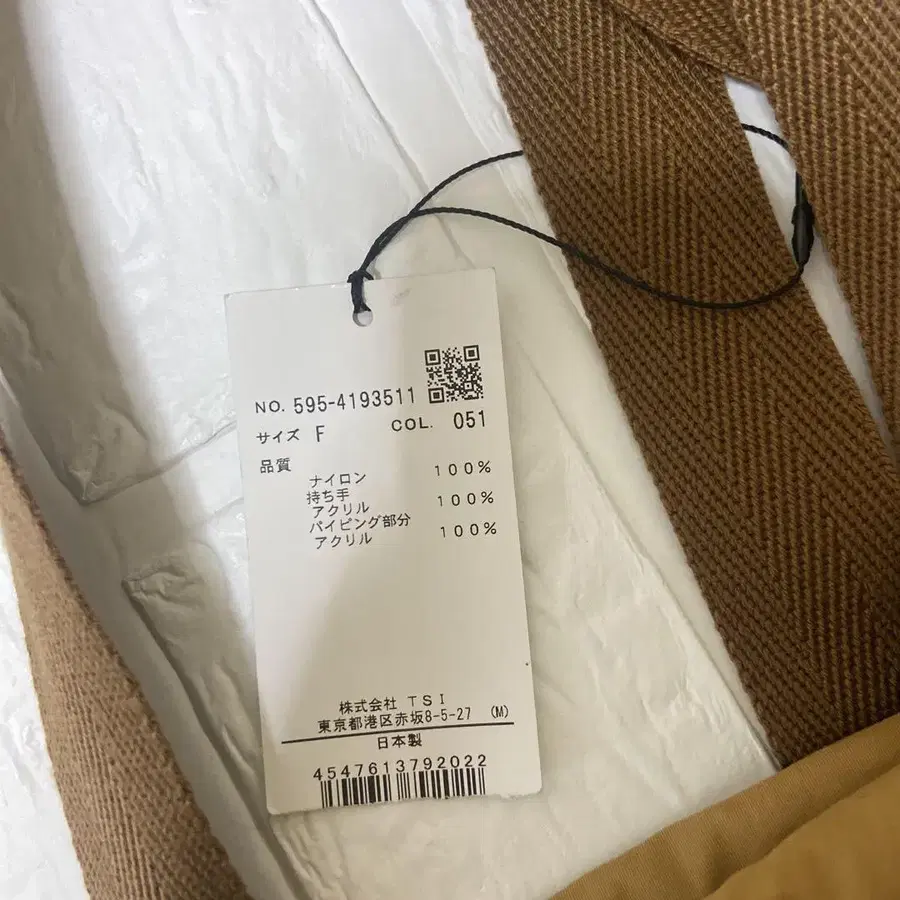 NO. 595-4193511
サイズ F COL. 051
品質
ナイロン 100%
持ち手
アクリル 100%
パイピング部分
アクリル 100%
株式会社 TSI
東京都港区赤坂8-5-27 (M)
日本製
4547613792022